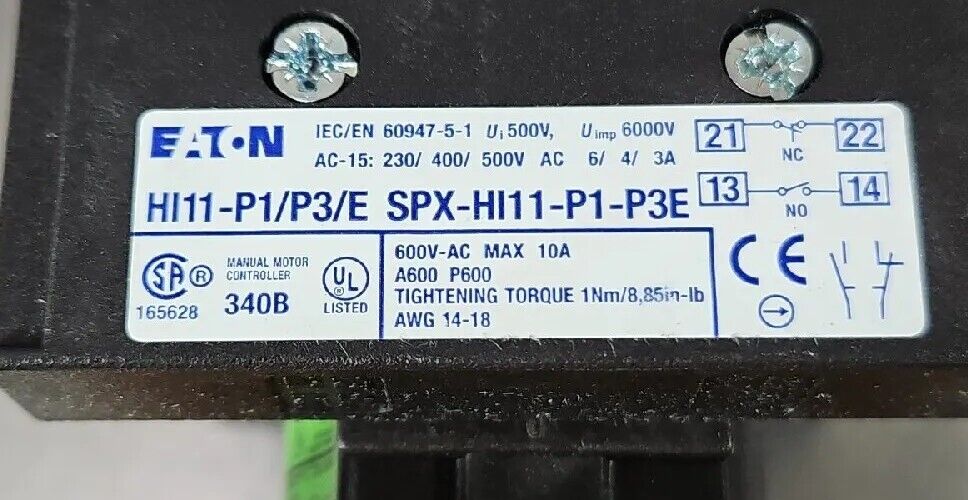 EATON
IEC/EN 60947-5-1 Ui 500V, Uimp 6000V
AC-15: 230/ 400/ 500V AC 6/ 4/ 3A
HI11-P1/P3/E SPX-HI11-P1-P3E
21 22
NC
13 14
NO
SA ®
165628
MANUAL MOTOR
CONTROLLER
340B
UL ®
LISTED
600V-AC MAX 10A
A600 P600
TIGHTENING TORQUE 1Nm/8,85in-lb
AWG 14-18
CE